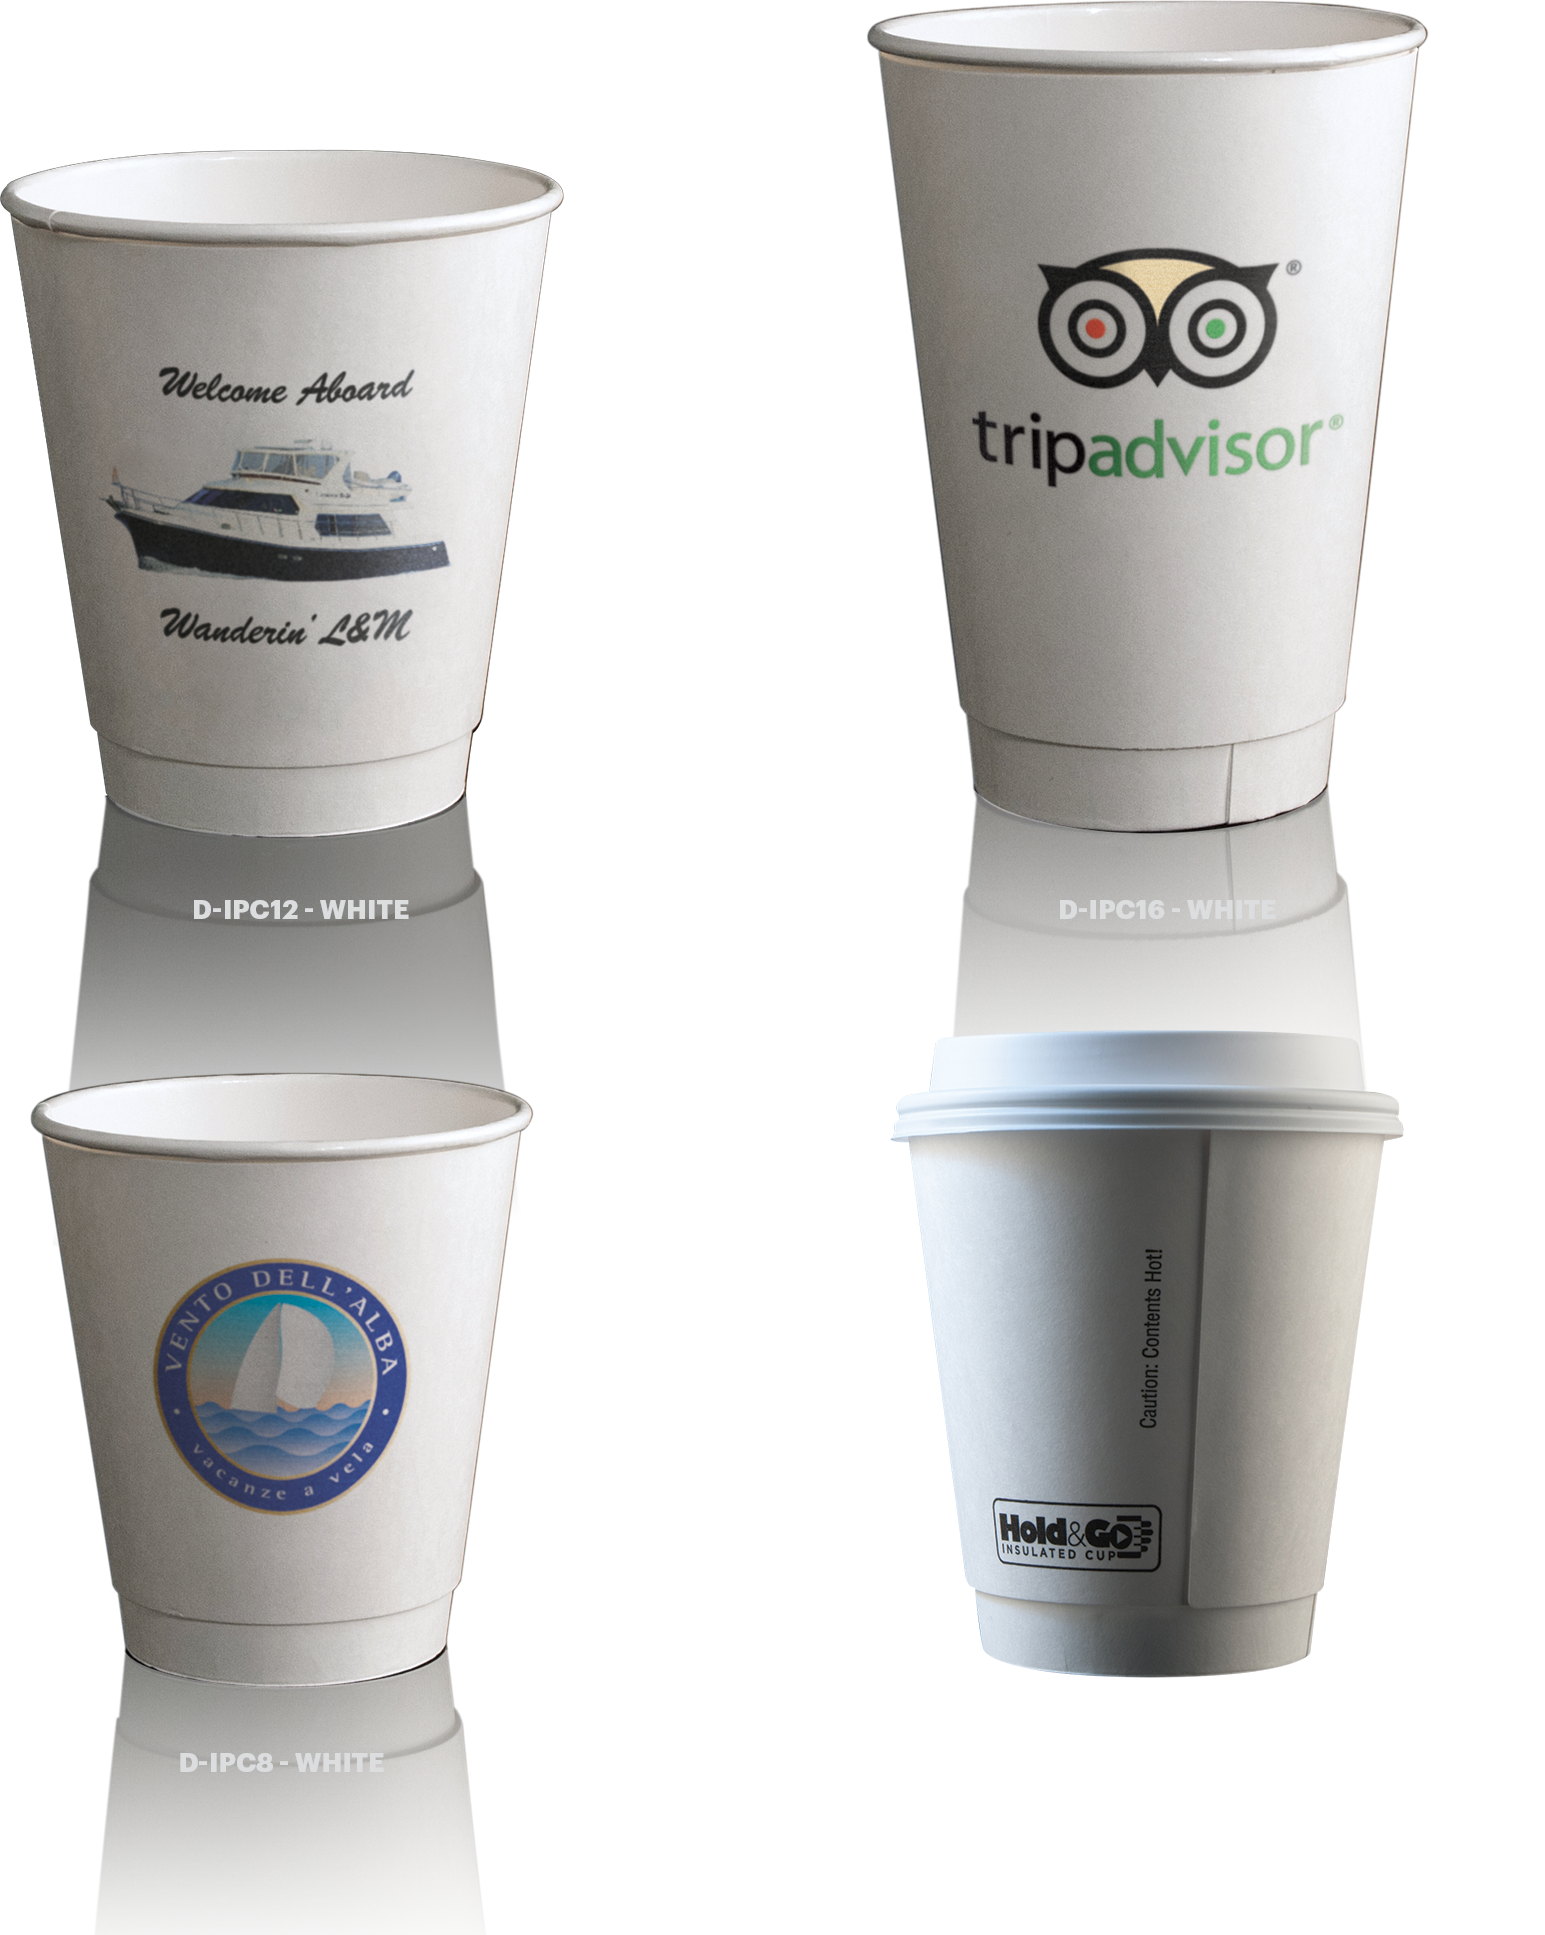 Welcome Aboard
Wanderin' L&M
D-IPC12 - WHITE
®
tripadvisor®
D-IPC16 - WHITE
VENTO DELL'ALBA
vacanze a vela
D-IPC8 - WHITE
Caution: Contents Hot!
Hold&GO
INSULATED CUP